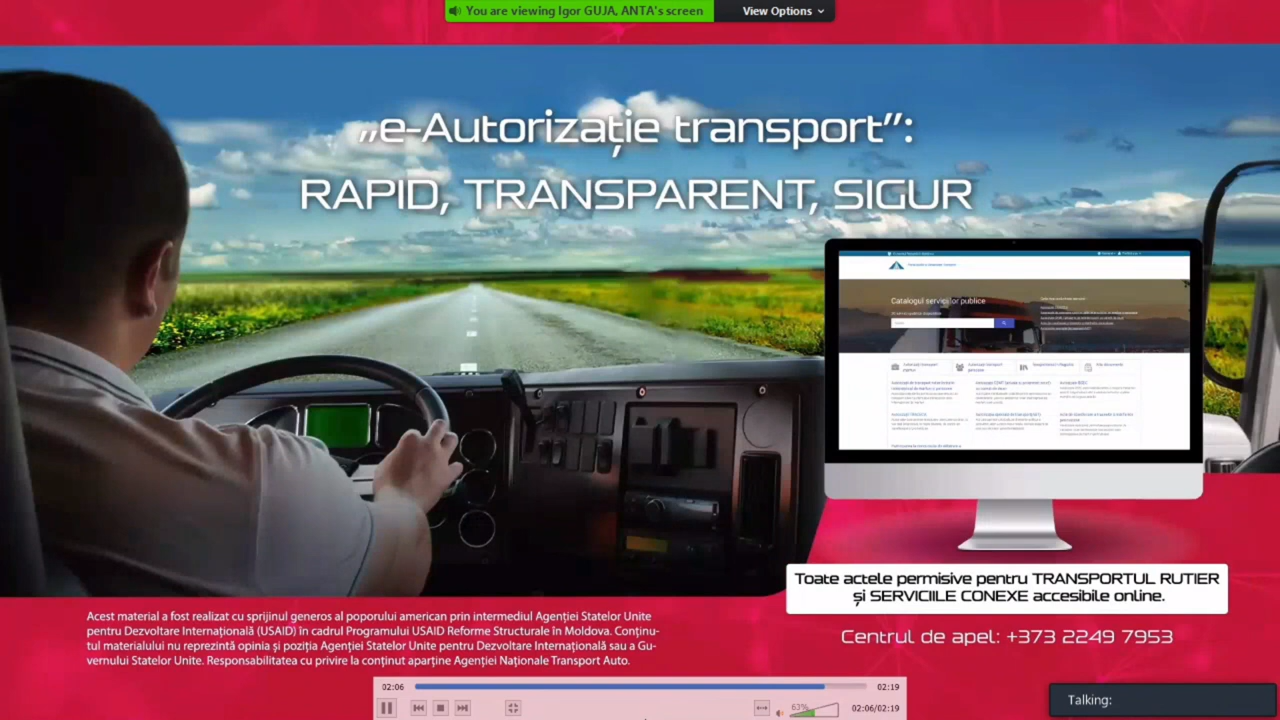 You are viewing Igor GUJA, ANTA's screen
View Options
„e-Autorizație transport”:
RAPID, TRANSPARENT, SIGUR
Catalogul serviciilor publice
Toate actele permisive pentru TRANSPORTUL RUTIER
și SERVICIILE CONEXE accesibile online.
Centrul de apel: +373 2249 7953
Acest material a fost realizat cu sprijinul generos al poporului american prin intermediul Agenției Statelor Unite
pentru Dezvoltare Internațională (USAID) în cadrul Programului USAID Reforme Structurale în Moldova. Conținu-
tul materialului nu reprezintă opinia și poziția Agenției Statelor Unite pentru Dezvoltare Internațională sau a Gu-
vernului Statelor Unite. Responsabilitatea cu privire la conținut aparține Agenției Naționale Transport Auto.
02:06
02:19
63%
02:06/02:19
Talking: